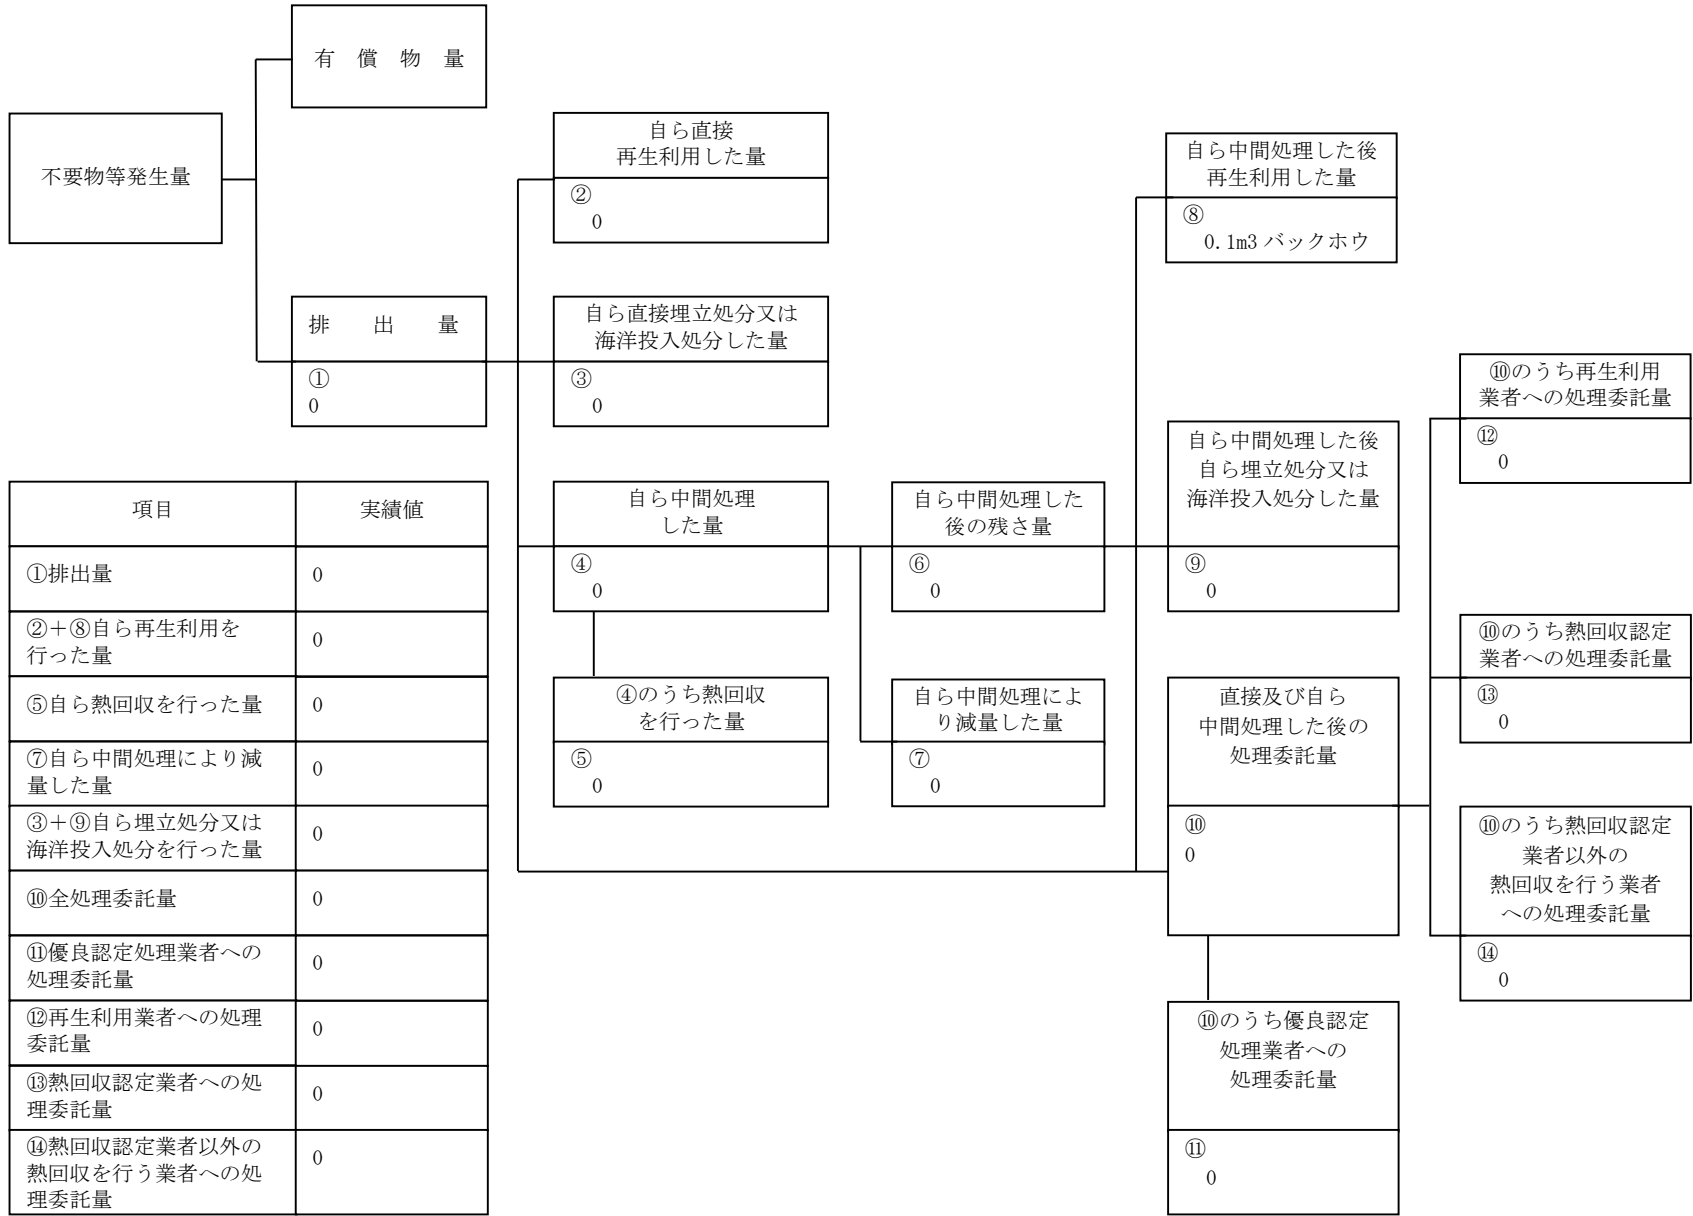 有　償　物　量
不要物等発生量
排　出　量
①
0
自ら直接
再生利用した量
②
0
自ら直接埋立処分又は
海洋投入処分した量
③
0
自ら中間処理
した量
④
0
④のうち熱回収
を行った量
⑤
0
自ら中間処理した
後の残さ量
⑥
0
自ら中間処理によ
り減量した量
⑦
0
自ら中間処理した後
再生利用した量
⑧
0.1m3 バックホウ
自ら中間処理した後
自ら埋立処分又は
海洋投入処分した量
⑨
0
直接及び自ら
中間処理した後の
処理委託量
⑩
0
⑩のうち優良認定
処理業者への
処理委託量
⑪
0
⑩のうち再生利用
業者への処理委託量
⑫
0
⑩のうち熱回収認定
業者への処理委託量
⑬
0
⑩のうち熱回収認定
業者以外の
熱回収を行う業者
への処理委託量
⑭
0
項目　実績値
①排出量　0
②＋⑧自ら再生利用を
行った量　0
⑤自ら熱回収を行った量　0
⑦自ら中間処理により減
量した量　0
③＋⑨自ら埋立処分又は
海洋投入処分を行った量　0
⑩全処理委託量　0
⑪優良認定処理業者への
処理委託量　0
⑫再生利用業者への処理
委託量　0
⑬熱回収認定業者への処
理委託量　0
⑭熱回収認定業者以外の
熱回収を行う業者への処
理委託量　0